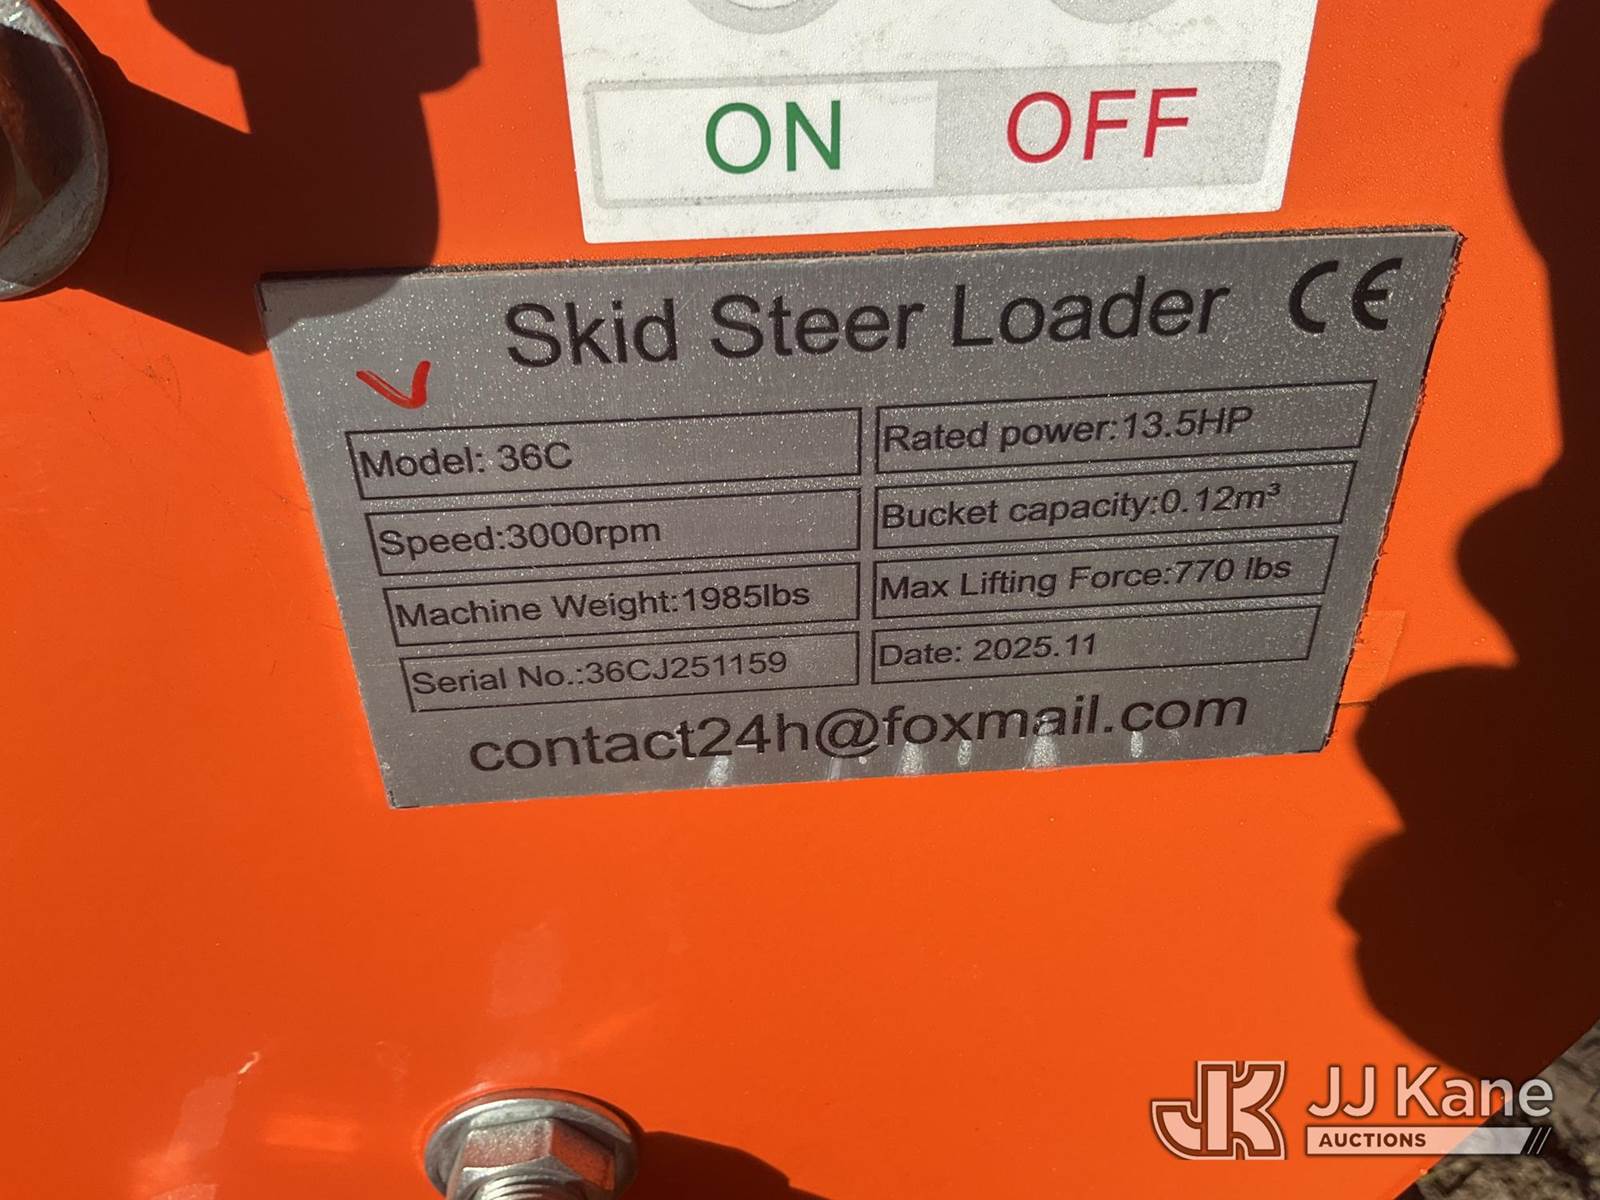 ON OFF
Skid Steer Loader CE
Model: 36C
Rated power:13.5HP
Speed:3000rpm
Bucket capacity:0.12m³
Machine Weight:1985lbs
Max Lifting Force:770 lbs
Serial No.:36CJ251159
Date: 2025.11
contact24h@foxmail.com
JK JJ Kane
AUCTIONS